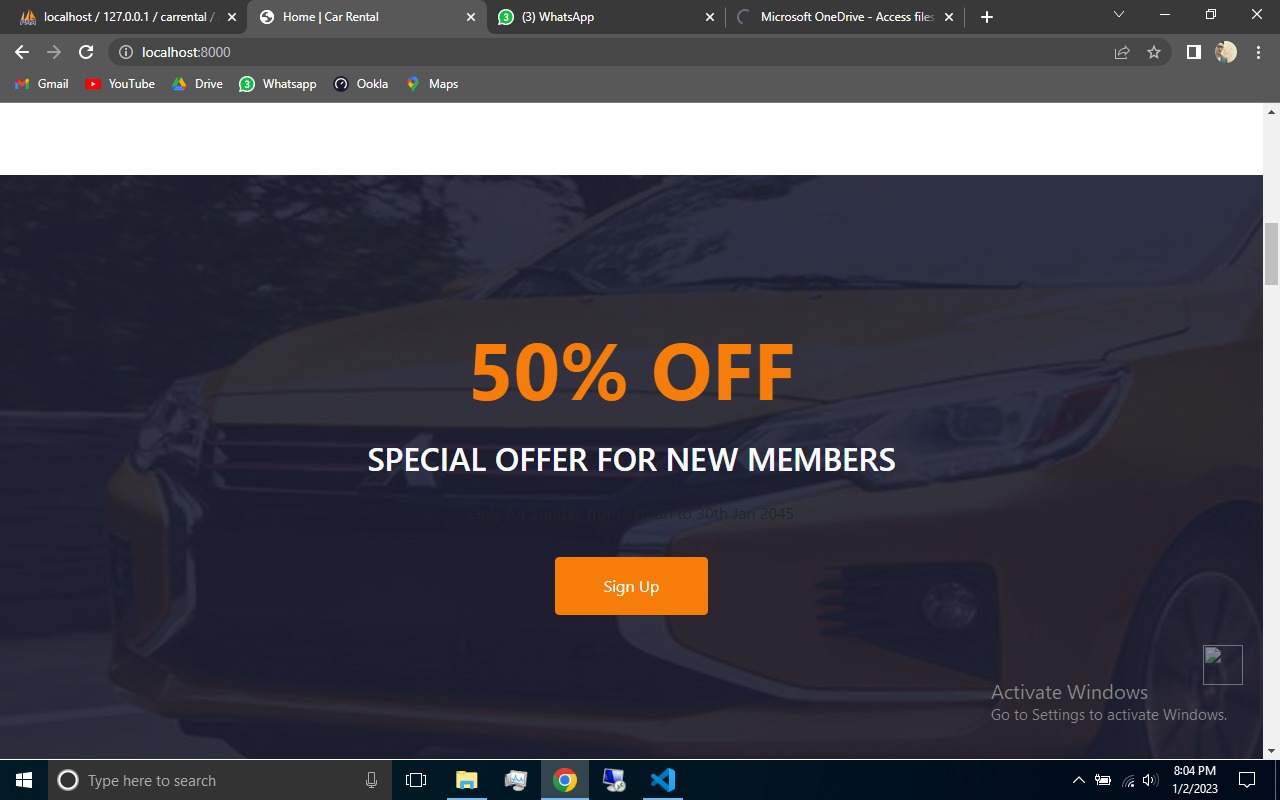 localhost / 127.0.0.1 / carrental /
Home | Car Rental
(3) WhatsApp
Microsoft OneDrive - Access files
localhost:8000
Gmail
YouTube
Drive
3
Whatsapp
Ookla
Maps
50% OFF
SPECIAL OFFER FOR NEW MEMBERS
Only for Sunday from to 30th Jan 2045
Sign Up
Activate Windows
Go to Settings to activate Windows.
Type here to search
8:04 PM
1/2/2023